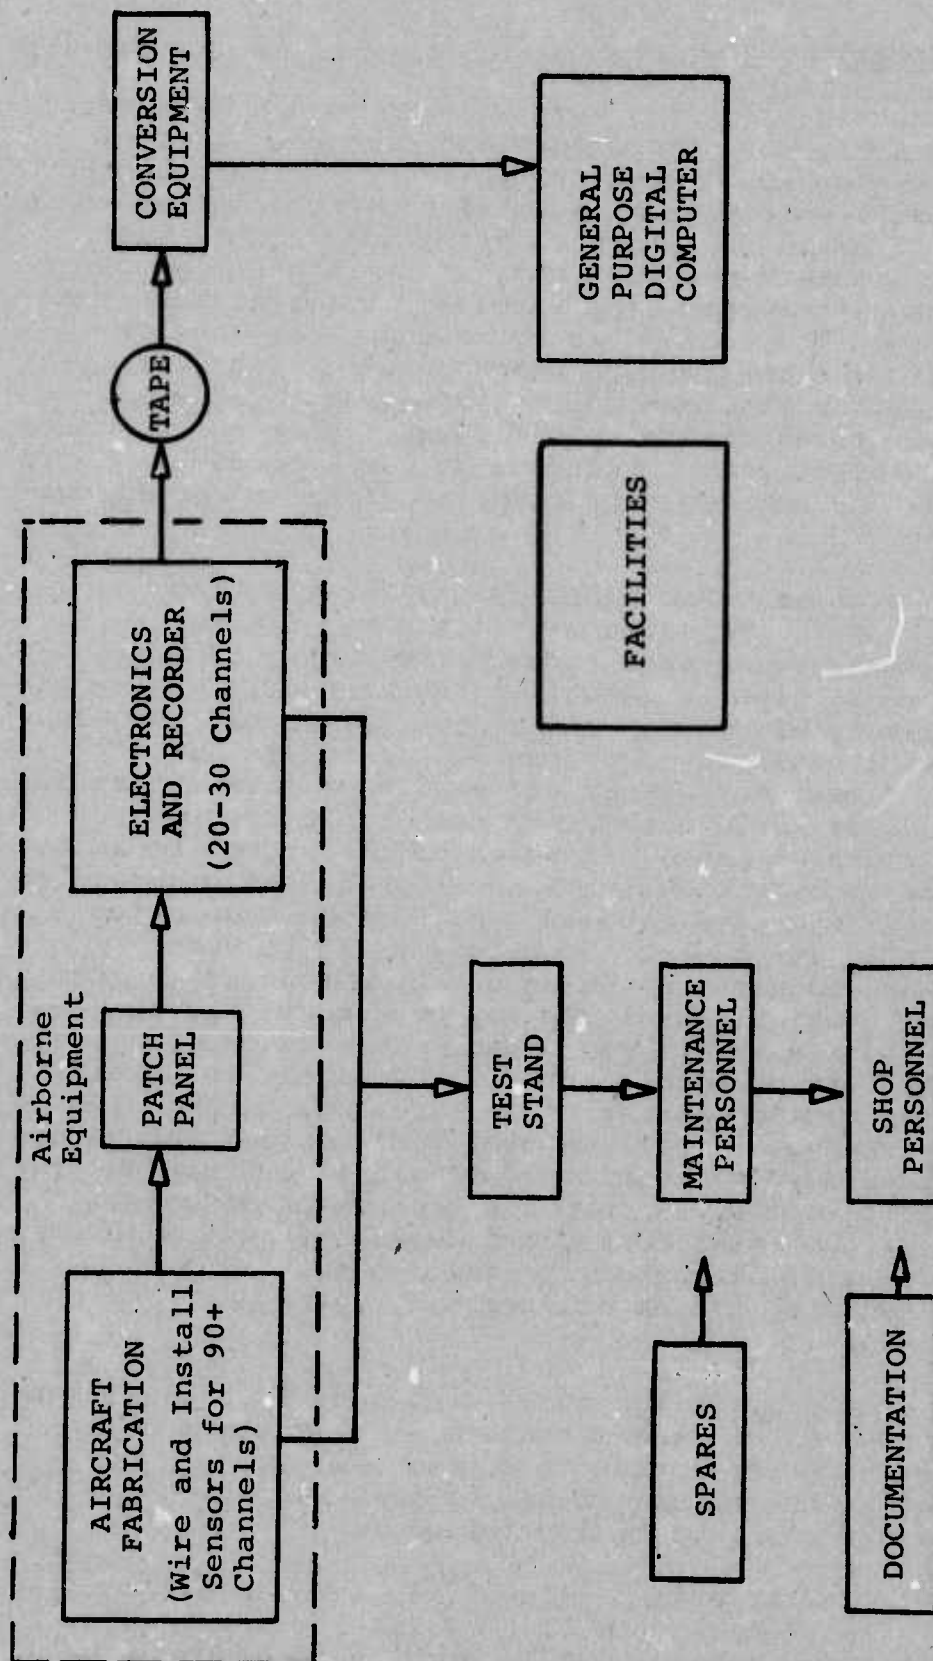 Airborne
Equipment
AIRCRAFT
FABRICATION
(Wire and Install
Sensors for 90+
Channels)
PATCH
PANEL
ELECTRONICS
AND RECORDER
(20-30 Channels)
TAPE
CONVERSION
EQUIPMENT
TEST
STAND
FACILITIES
GENERAL
PURPOSE
DIGITAL
COMPUTER
SPARES
MAINTENANCE
PERSONNEL
DOCUMENTATION
SHOP
PERSONNEL